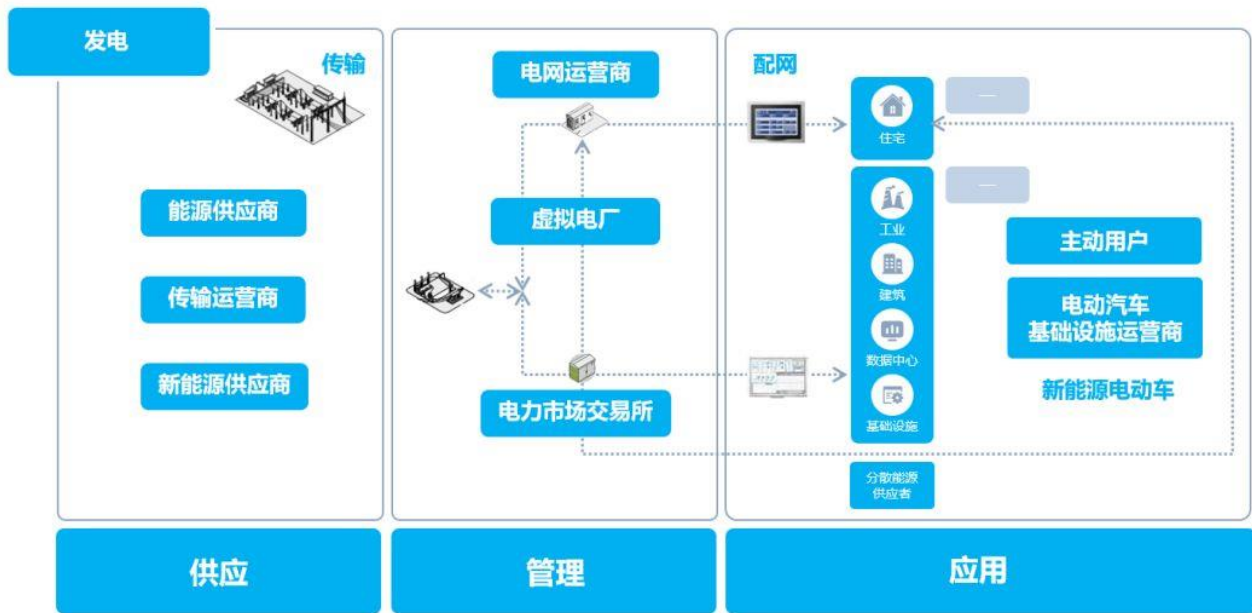 发电
传输
能源供应商
传输运营商
新能源供应商
供应
电网运营商
虚拟电厂
电力市场交易所
管理
配网
住宅
—
工业
—
建筑
数据中心
基础设施
分散能源
供应者
主动用户
电动汽车
基础设施运营商
新能源电动车
应用